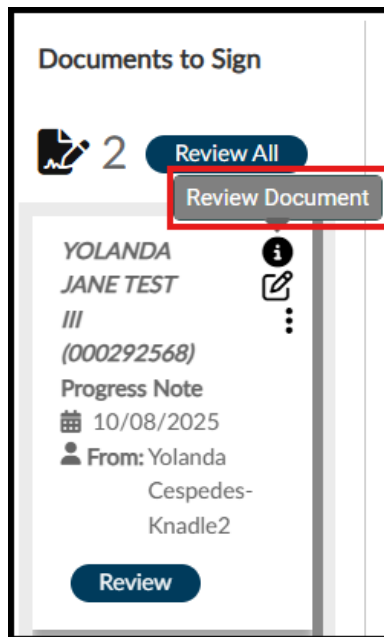 Documents to Sign
2 Review All
Review Document
YOLANDA
JANE TEST
III
(000292568)
Progress Note
10/08/2025
From: Yolanda
Cespedes-
Knadle2
Review